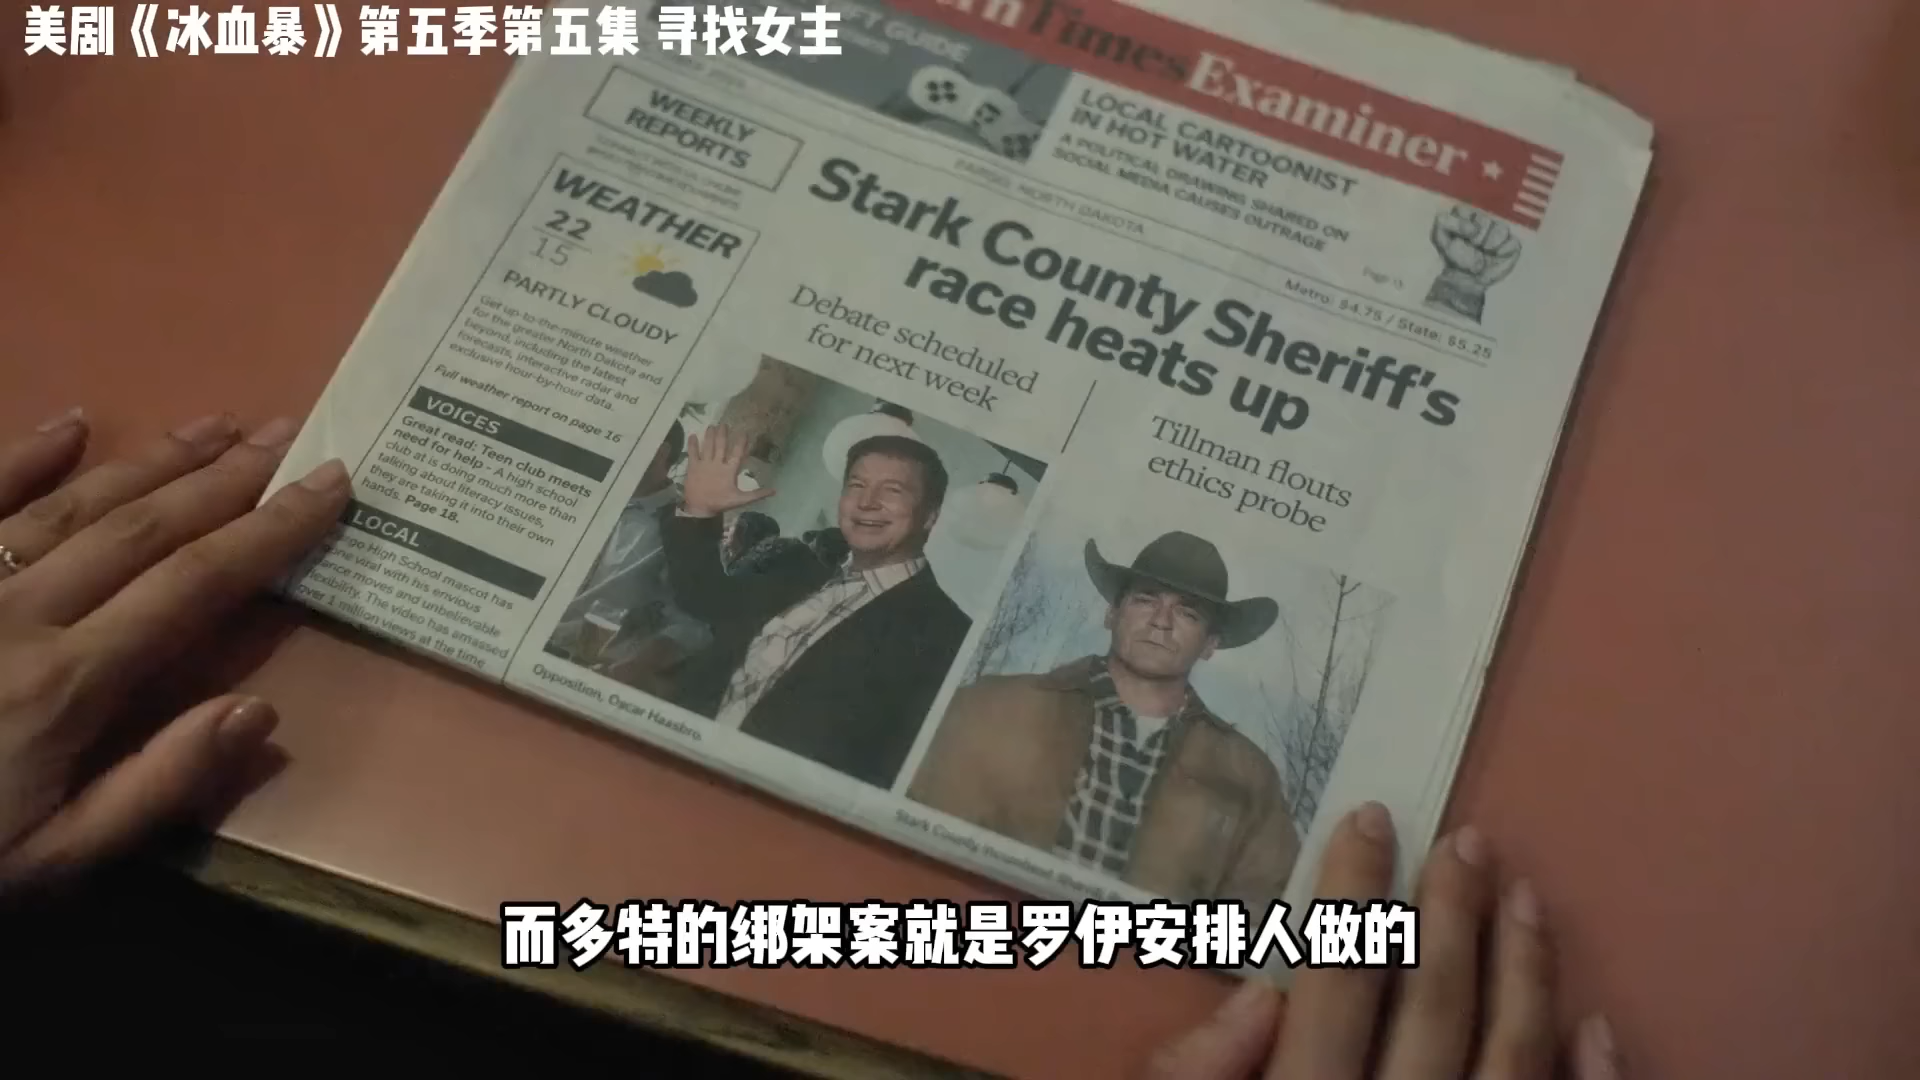 美剧《冰血暴》第五季第五集 寻找女主
Times Examiner
GUIDE
LOCAL CARTOONIST
IN HOT WATER
A POLITICAL DRAWING SHARED ON
SOCIAL MEDIA CAUSES OUTRAGE
WEEKLY
REPORTS
FARGO, NORTH DAKOTA
Metro: $4.75 / State: $5.25
WEATHER
22
15
PARTLY CLOUDY
Get up-to-the-minute weather
for the greater North Dakota and
beyond, including the latest
forecasts, interactive radar and
exclusive hour-by-hour data.
Full weather report on page 16
VOICES
Great read: Teen club meets
need for help - A high school
club at is doing much more than
talking about literacy issues,
they are taking it into their own
hands. Page 18.
LOCAL
High School mascot has
gone viral with his envious
dance moves and unbelievable
flexibility. The video has amassed
over 1 million views at the time
Stark County Sheriff's
race heats up
Debate scheduled
for next week
Tillman flouts
ethics probe
Opposition, Oscar Haasbro.
Stark County incumbent
而多特的绑架案就是罗伊安排人做的